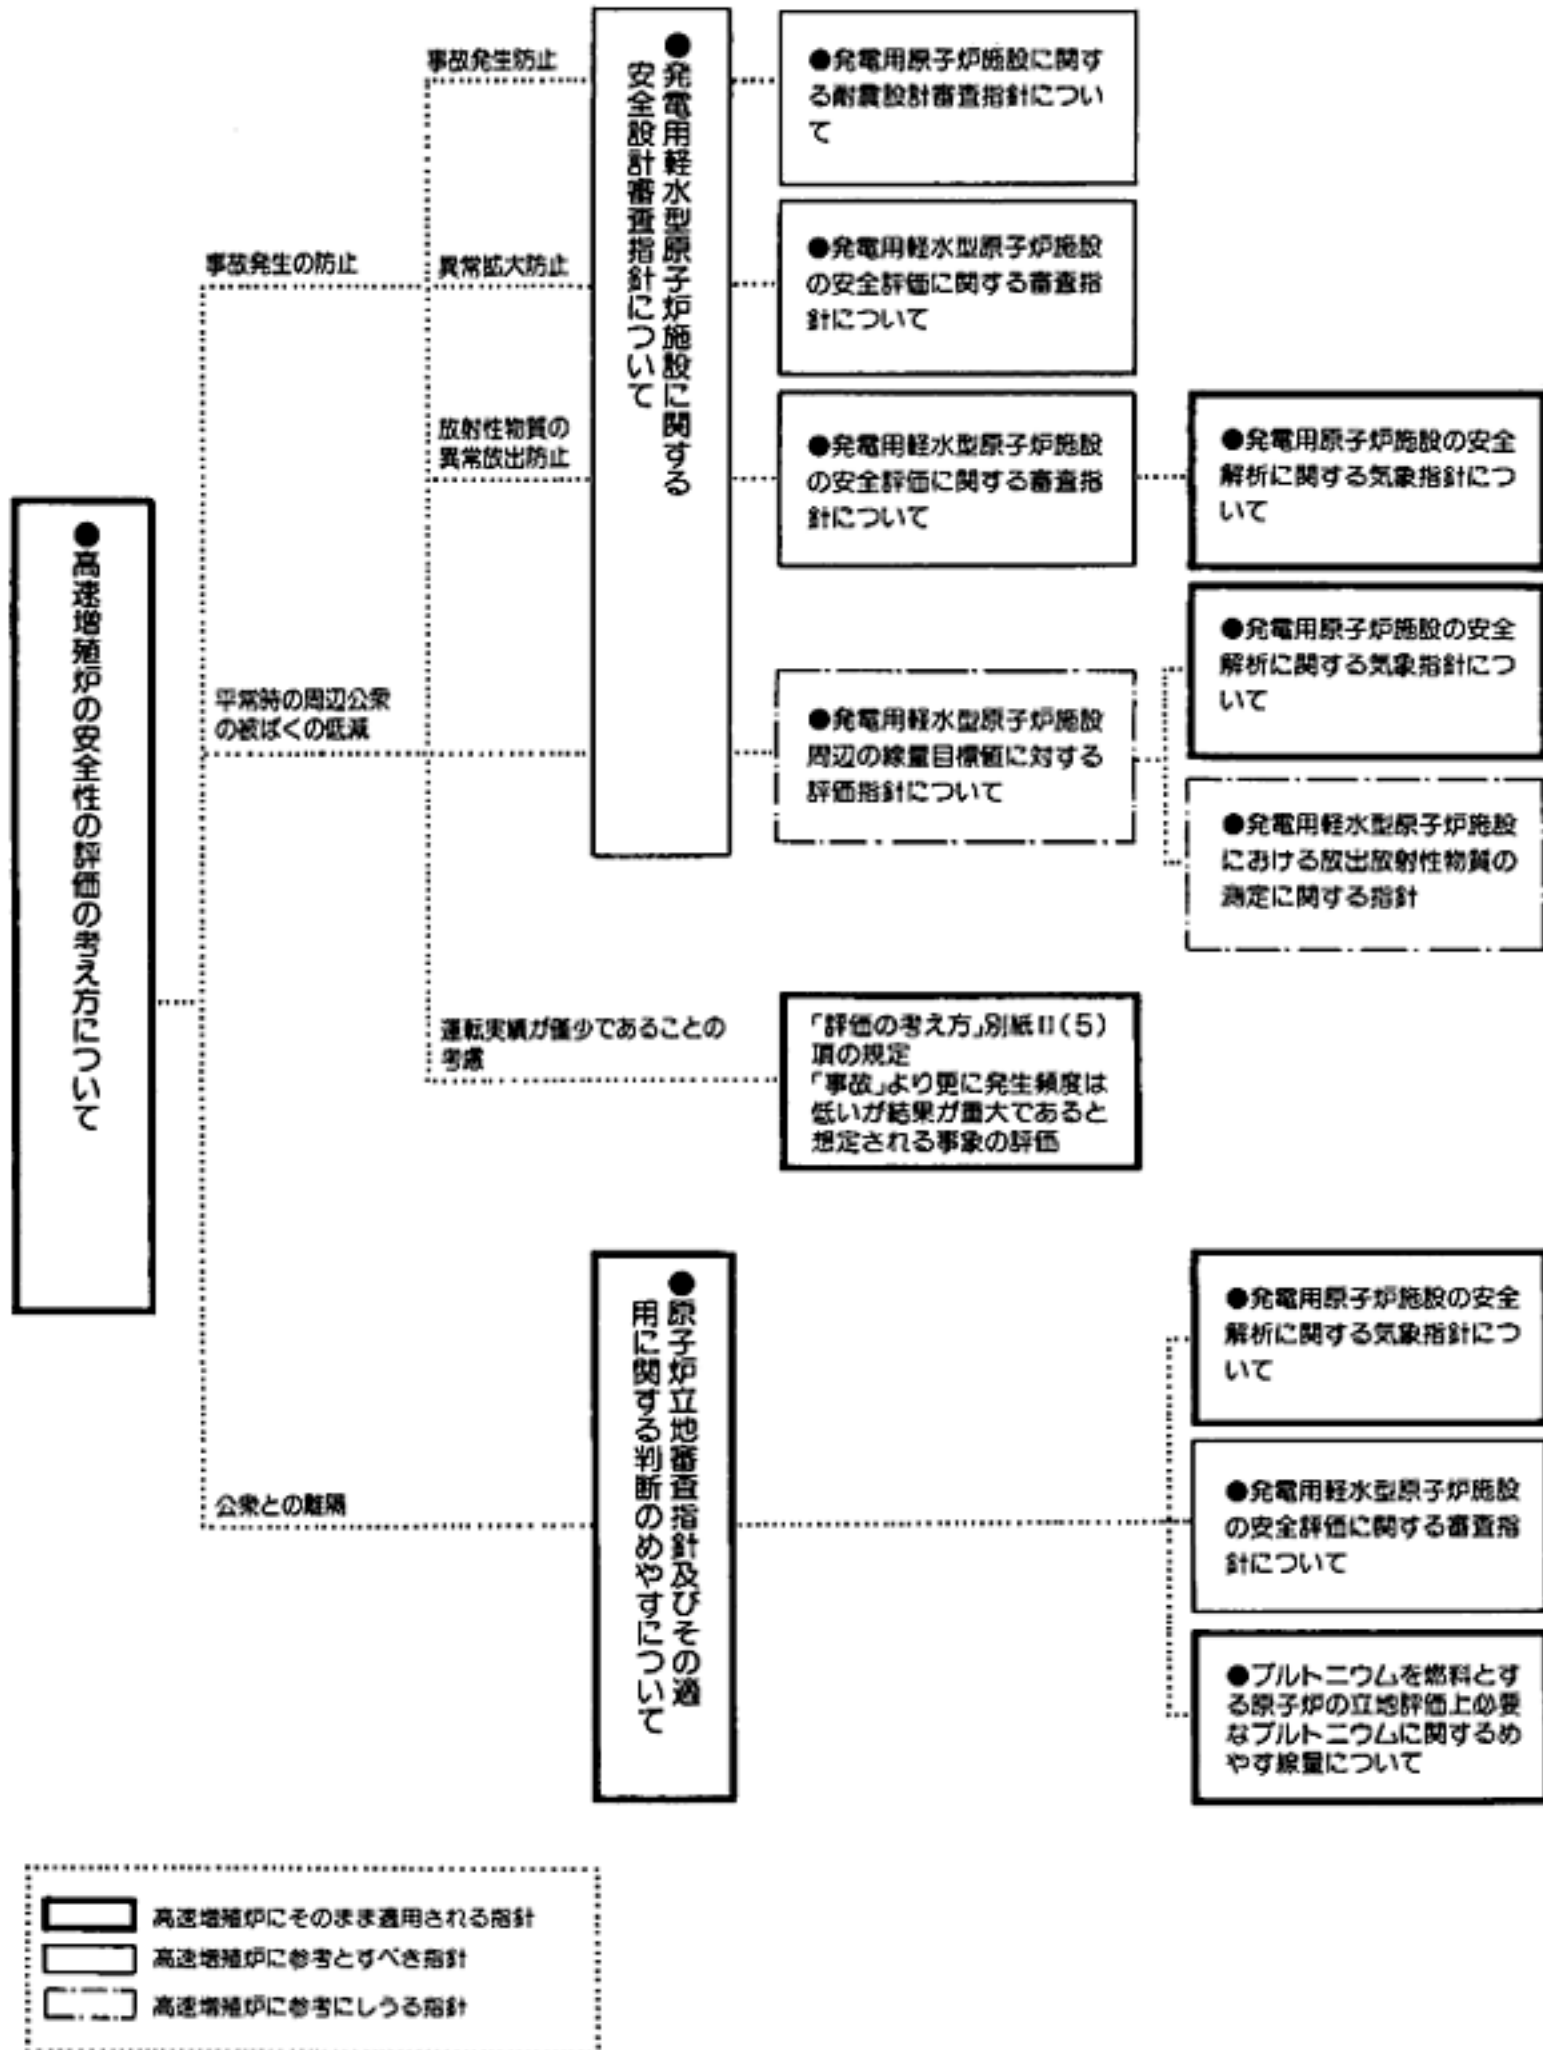 ●高速増殖炉の安全性の評価の考え方について
事故発生の防止
平常時の周辺公衆
の被ばくの低減
公衆との離隔
事故発生防止
異常拡大防止
放射性物質の
異常放出防止
運転実績が僅少であることの
考慮
●発電用軽水型原子炉施設に関する
安全設計審査指針について
●発電用原子炉施設に関す
る耐震設計審査指針につい
て
●発電用軽水型原子炉施設
の安全評価に関する審査指
針について
●発電用軽水型原子炉施設
の安全評価に関する審査指
針について
●発電用原子炉施設の安全
解析に関する気象指針につ
いて
●発電用軽水型原子炉施設
周辺の線量目標値に対する
評価指針について
●発電用原子炉施設の安全
解析に関する気象指針につ
いて
●発電用軽水型原子炉施設
における放出放射性物質の
測定に関する指針
「評価の考え方」別紙Ⅱ(5)
項の規定
「事故」より更に発生頻度は
低いが結果が重大であると
想定される事象の評価
●原子炉立地審査指針及びその適
用に関する判断のめやすについて
●発電用原子炉施設の安全
解析に関する気象指針につ
いて
●発電用軽水型原子炉施設
の安全評価に関する審査指
針について
●プルトニウムを燃料とす
る原子炉の立地評価上必要
なプルトニウムに関するめ
やす線量について
高速増殖炉にそのまま適用される指針
高速増殖炉に参考とすべき指針
高速増殖炉に参考にしうる指針